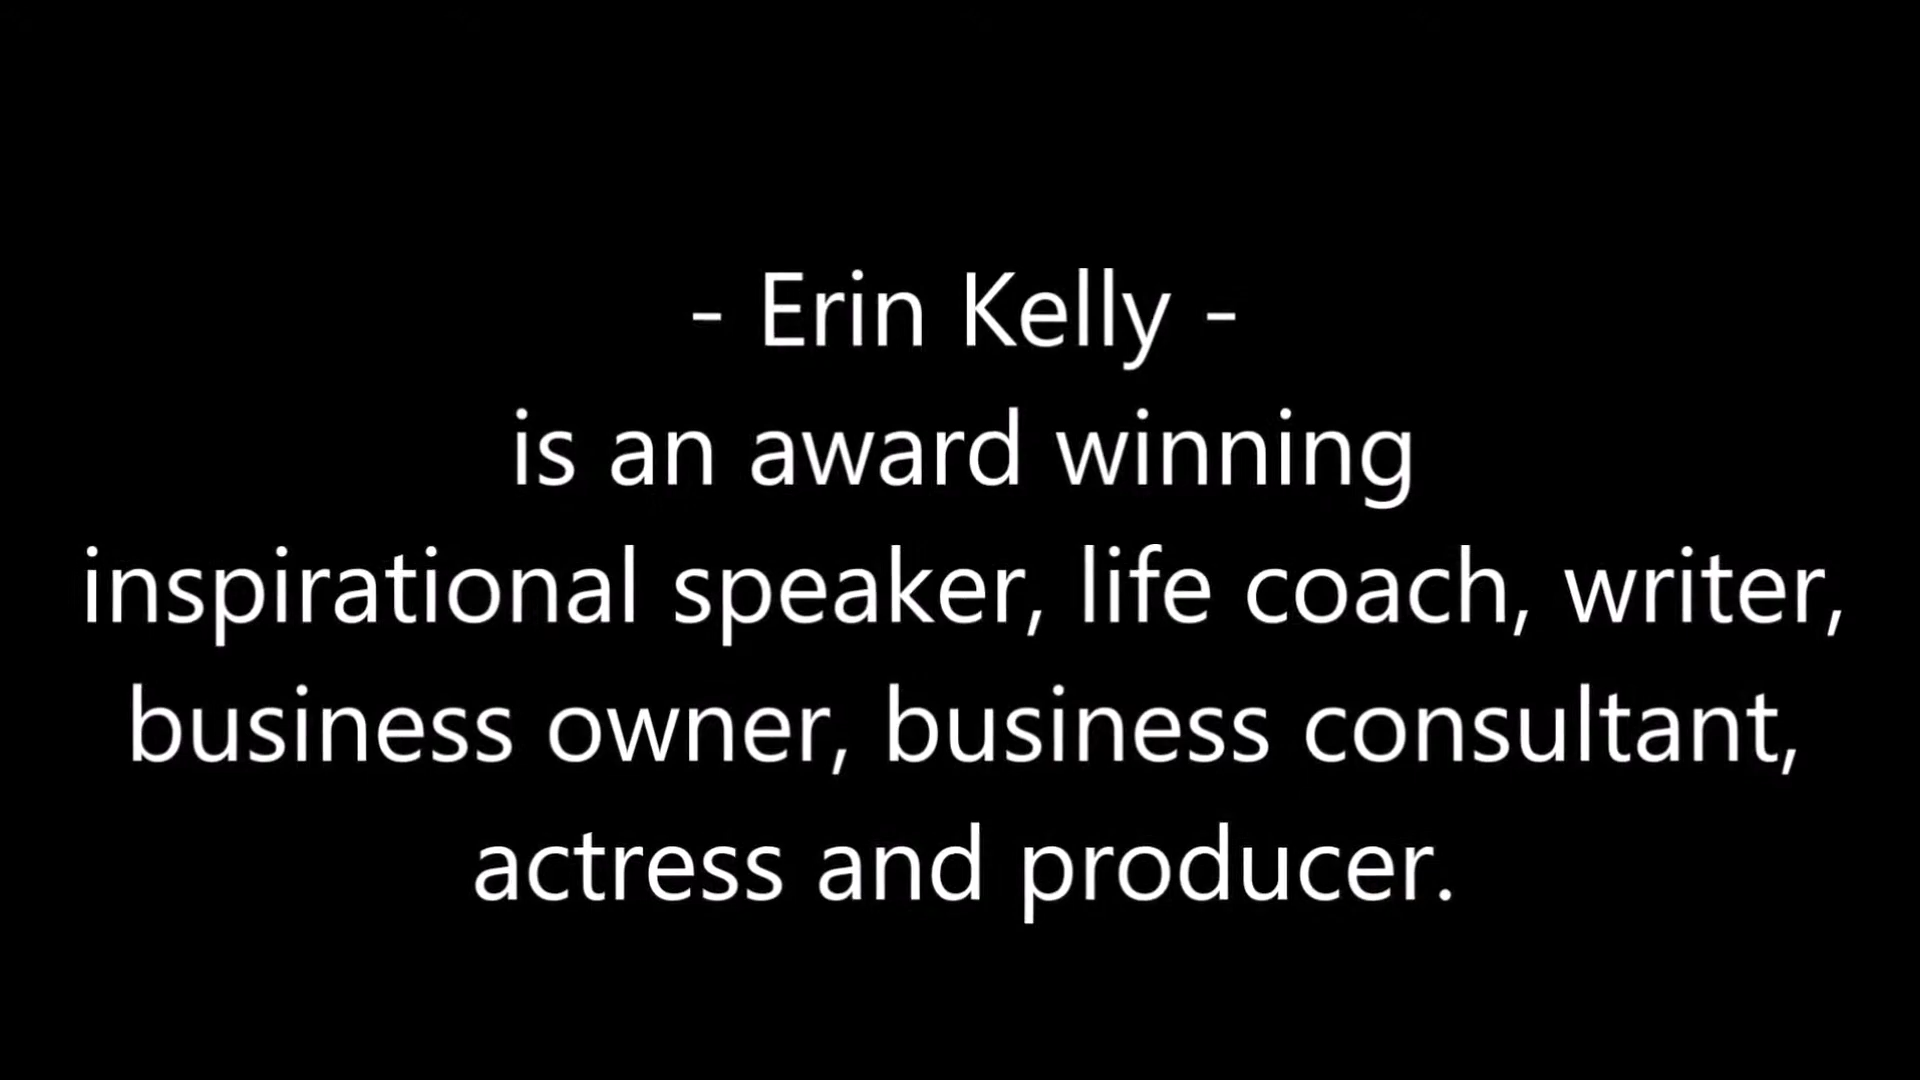 - Erin Kelly -
is an award winning
inspirational speaker, life coach, writer,
business owner, business consultant,
actress and producer.